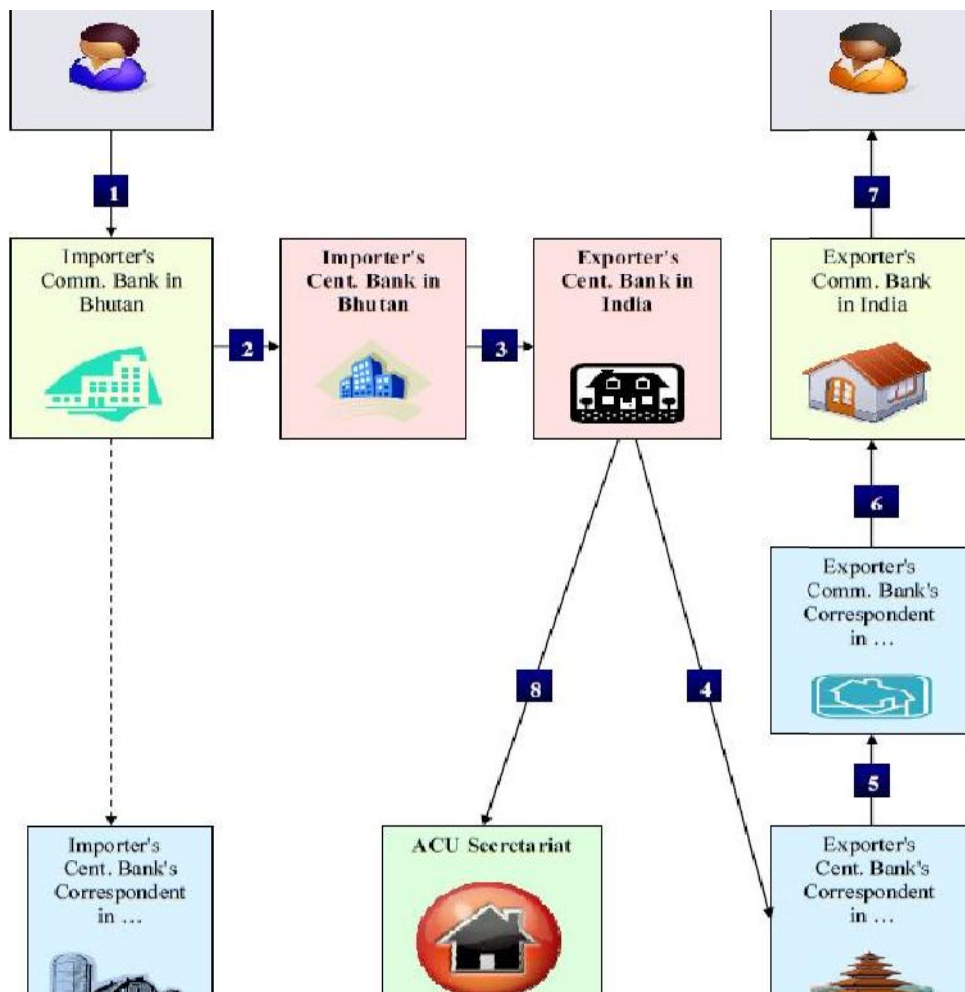 1
7
Importer's
Comm. Bank in
Bhutan
Importer's
Cent. Bank in
Bhutan
Exporter's
Cent. Bank in
India
Exporter's
Comm. Bank
in India
2
3
6
Exporter's
Comm. Bank's
Correspondent
in ...
8
4
5
Importer's
Cent. Bank's
Correspondent
in ...
ACU Secretariat
Exporter's
Cent. Bank's
Correspondent
in ...